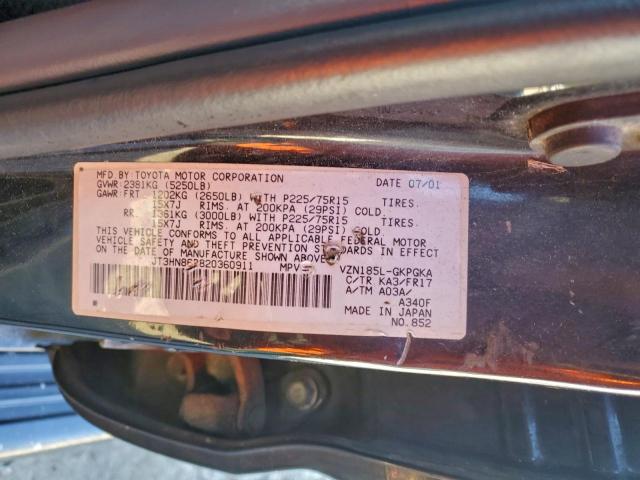 MFD BY: TOYOTA MOTOR CORPORATION DATE 07/01
GVWR 2381KG (5250LB)
GAWR: FRT. 1202KG (2650LB) WITH P225/75R15 TIRES.
15X7J RIMS. AT 200KPA (29PSI) COLD.
RR. 1361KG (3000LB) WITH P225/75R15 TIRES.
15X7J RIMS. AT 200KPA (29PSI) COLD.
THIS VEHICLE CONFORMS TO ALL APPLICABLE FEDERAL MOTOR
VEHICLE SAFETY AND THEFT PREVENTION STANDARDS IN EFFECT
ON THE DATE OF MANUFACTURE SHOWN ABOVE.
MPV VZN185L-GKPGKA
C/TR KA3/FR17
A/TM A03A/
A340F
MADE IN JAPAN
NO. 852